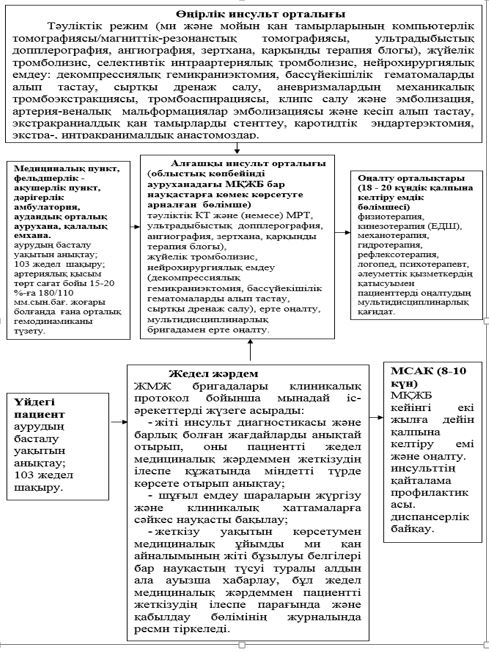 Өңірлік инсульт орталығы
Тәуліктік режим (ми және мойын қан тамырларының компьютерлік
томографиясы/магниттік-резонанстық томографиясы, ультрадыбыстық
допплерография, ангиография, зертхана, қарқынды терапия блогы), жүйелік
тромболизис, селективтік интраартериялық тромболизис, нейрохирургиялық
емдеу: декомпрессиялық гемикраниэктомия, бассүйекішілік гематомаларды
алып тастау, сыртқы дренаж салу, аневризмалардың механикалық
тромбоэкстракциясы, тромбоаспирациясы, клипс салу және эмболизация,
артерия-веналық мальформациялар эмболизациясы және кесіп алып тастау,
экстракраниалдық қан тамырларды стенттеу, каротидтік эндартерэктомия,
экстра-, интракранималдық анастомоздар.
Медициналық пункт,
фельдшерлік -
акушерлік пункт,
дәрігерлік
амбулатория,
аудандық орталық
аурухана, қалалық
емхана.
аурудың басталу
уақытын анықтау;
103 жедел шақыру;
артериялық қысым
төрт сағат бойы 15-20
%-ға 180/110
мм.сын.бағ. жоғары
болғанда ғана орталық
гемодинамиканы
түзету.
Алғашқы инсульт орталығы
(облыстық көпбейінді
ауруханадағы МҚЖБ бар
науқастарға көмек көрсетуге
арналған бөлімше)
тәуліктік КТ және (немесе) МРТ,
ультрадыбыстық допплерография,
ангиография, зертхана, қарқынды
терапия блогы),
жүйелік тромболизис,
нейрохирургиялық емдеу
(декомпрессиялық
гемикраниэктомия, бассүйекішілік
гематомаларды алып тастау,
сыртқы дренаж салу), ерте оңалту,
мультидисциплинарлық
бригадамен ерте оңалту.
Оңалту орталықтары
(18 - 20 күндік қалпына
келтіру емдік
бөлімшесі)
физиотерапия,
кинезотерапия (ЕДШ),
механотерапия,
гидротерапия,
рефлексотерапия,
логопед, психотерапевт,
әлеуметтік қызметкердің
қатысуымен
пациенттерді оңалтудың
мультидисциплинарлық
қағидат.
Үйдегі
пациент
аурудың
басталу
уақытын
анықтау;
103 жедел
шақыру.
Жедел жәрдем
ЖМЖ бригадалары клиникалық
протокол бойынша мынадай іс-
әрекеттерді жүзеге асырады:
- жіті инсульт диагностикасы және
барлық болған жағдайларды анықтай
отырып, оны пациентті жедел
медициналық жәрдеммен жеткізудің
ілеспе құжатында міндетті түрде
көрсете отырып анықтау;
- шұғыл емдеу шараларын жүргізу
және клиникалық хаттамаларға
сәйкес науқасты бақылау;
- жеткізу уақытын көрсетумен
медициналық ұйымды ми қан
айналымының жіті бұзылуы белгілері
бар науқастың түсуі туралы алдын
ала ауызша хабарлау, бұл жедел
медициналық жәрдеммен пациентті
жеткізудің ілеспе парағында және
қабылдау бөлімінің журналында
ресми тіркеледі.
МСАК (8-10
күн)
МҚЖБ
кейінгі екі
жылға дейін
қалпына
келтіру емі
және оңалту.
инсульттің
қайталама
профилактик
асы.
диспансерлік
байқау.